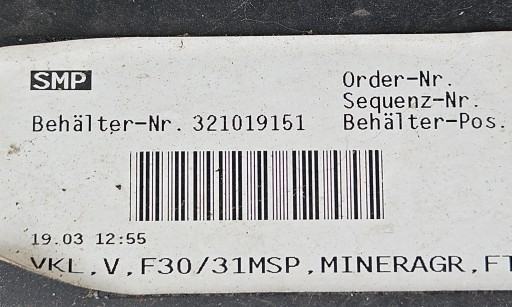 SMP
Order-Nr.
Sequenz-Nr.
Behälter-Nr. 321019151 Behälter-Pos.
19.03 12:55
VKL,V,F30/31MSP,MINERAGR,FT